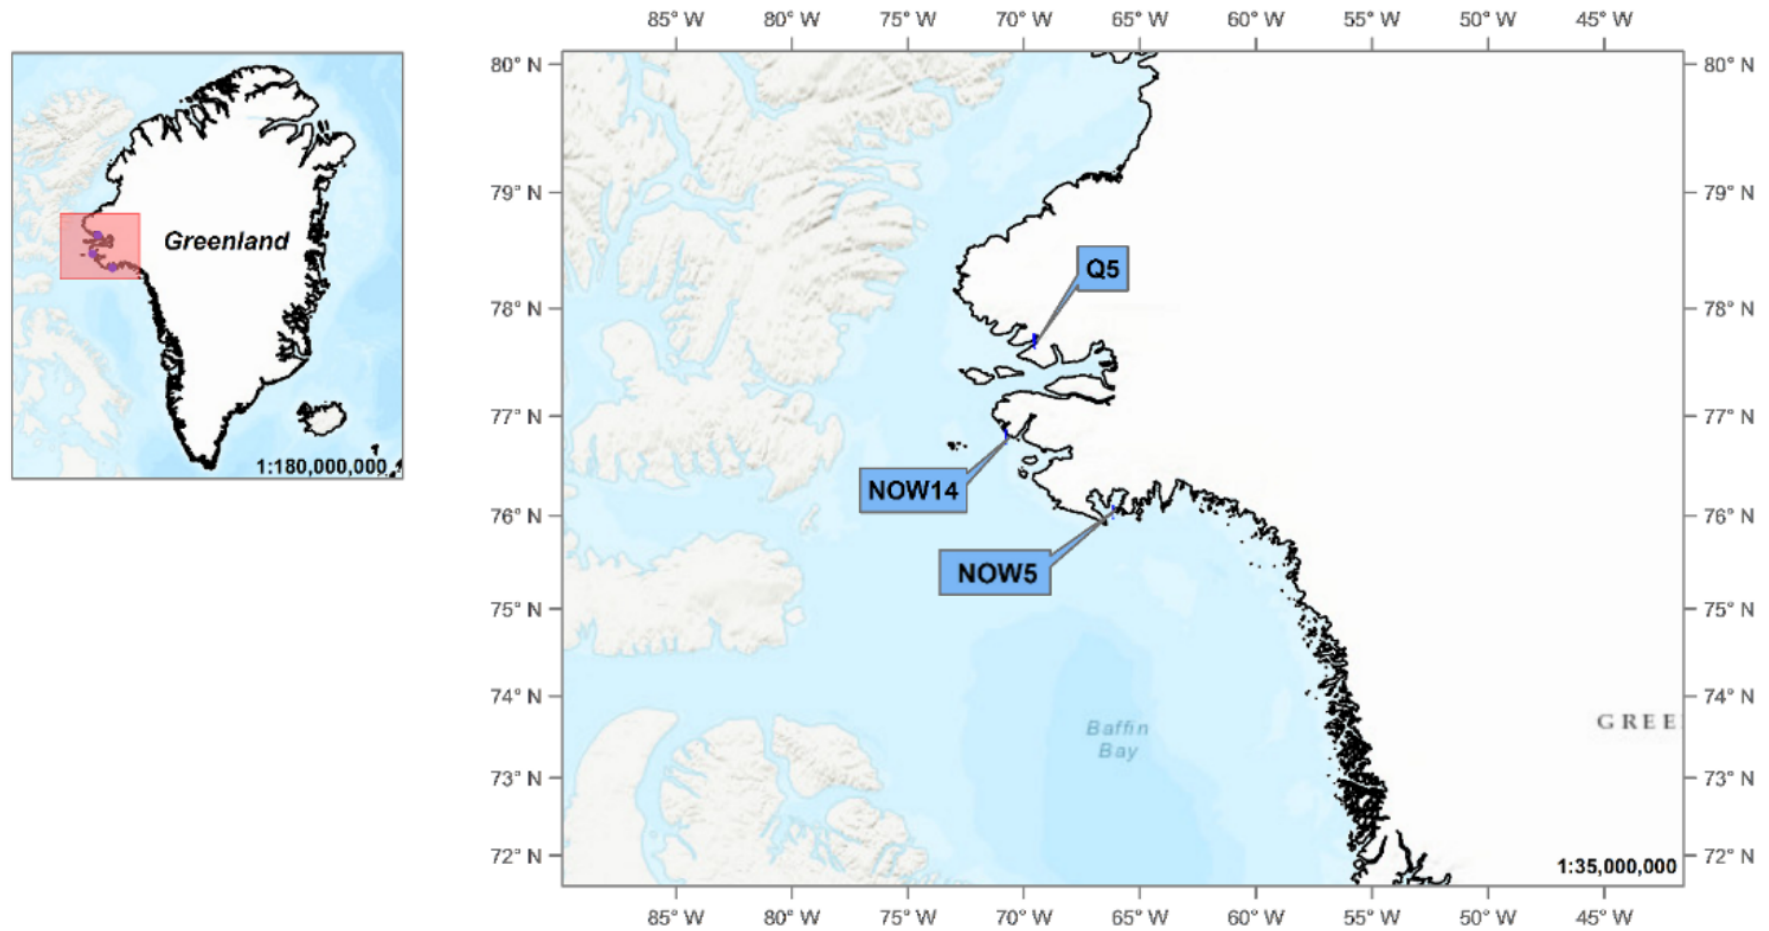 85° W 80° W 75° W 70° W 65° W 60° W 55° W 50° W 45° W
80° N 80° N
79° N 79° N
Greenland
Q5
78° N 78° N
77° N 77° N
1:180,000,000
NOW14
76° N 76° N
NOW5
75° N 75° N
74° N 74° N
GREE
Baffin
Bay
73° N 73° N
72° N 72° N
1:35,000,000
85° W 80° W 75° W 70° W 65° W 60° W 55° W 50° W 45° W